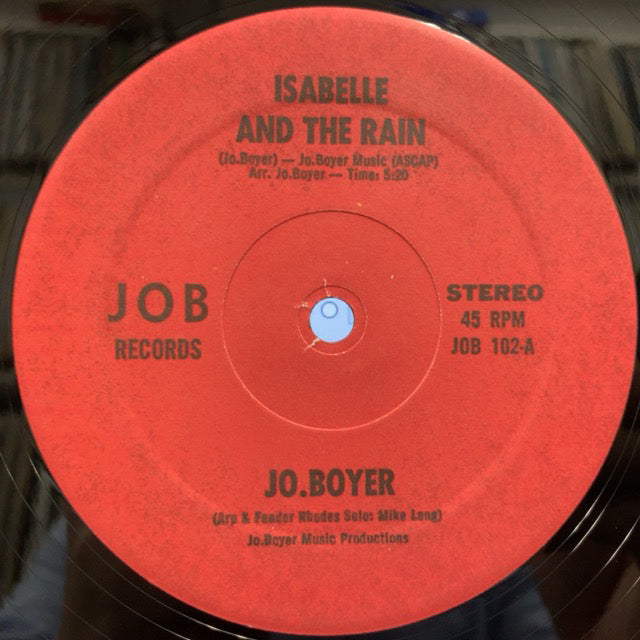 ISABELLE
AND THE RAIN
(Jo.Boyer) — Jo.Boyer Music (ASCAP)
Arr. Jo.Boyer — Time: 5:20
JOB
RECORDS
STEREO
45 RPM
JOB 102-A
JO.BOYER
(Arp & Fender Rhodes Solo: Mike Lang)
Jo.Boyer Music Productions